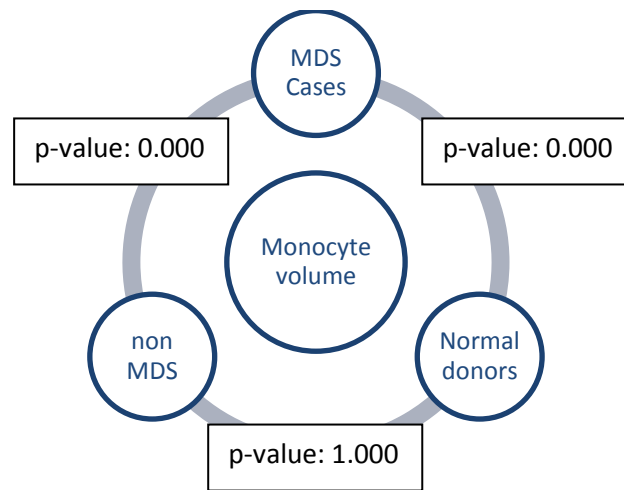 MDS
Cases
p-value: 0.000
p-value: 0.000
Monocyte
volume
non
MDS
Normal
donors
p-value: 1.000